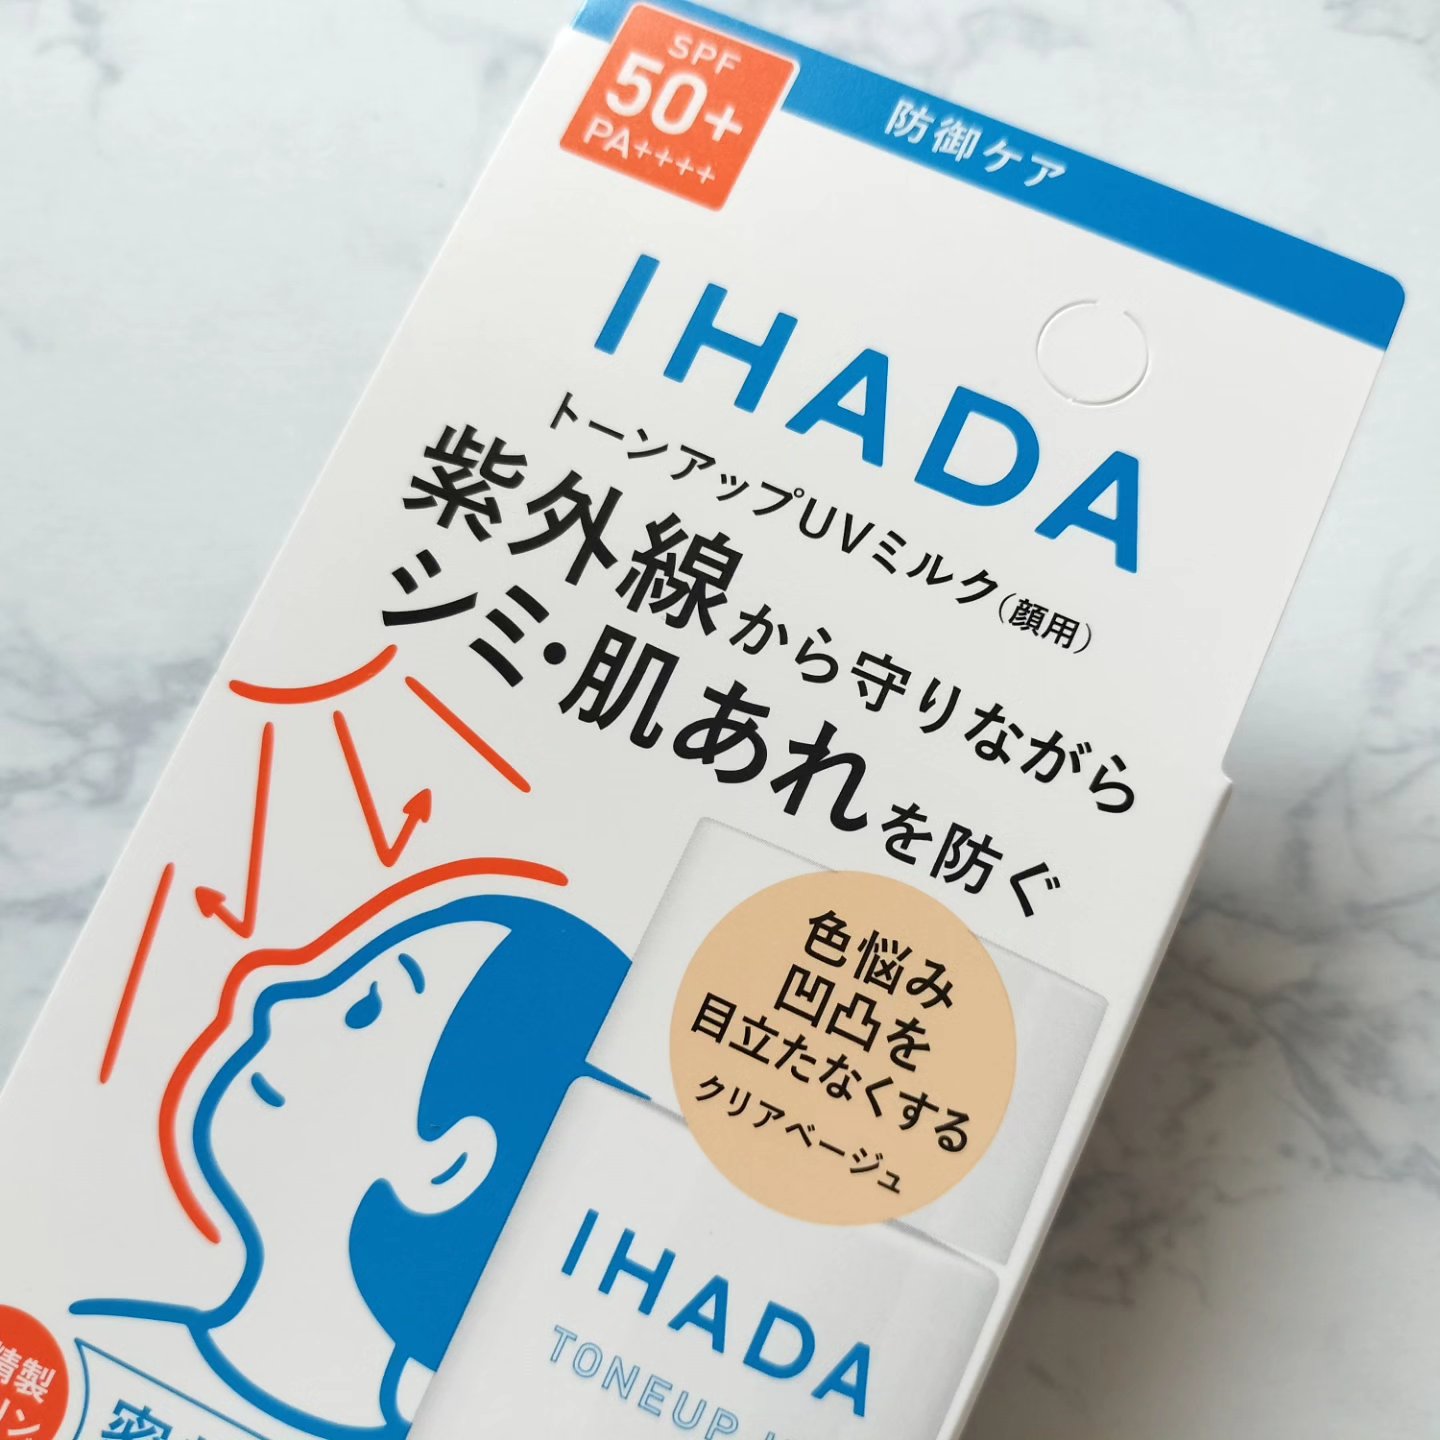 SPF
50+
PA++++
防御ケア
IHADA
トーンアップUVミルク(顔用)
紫外線から守りながら
シミ・肌あれを防ぐ
色悩み
凹凸を
目立たなくする
クリアベージュ
IHADA
TONEUP
精製